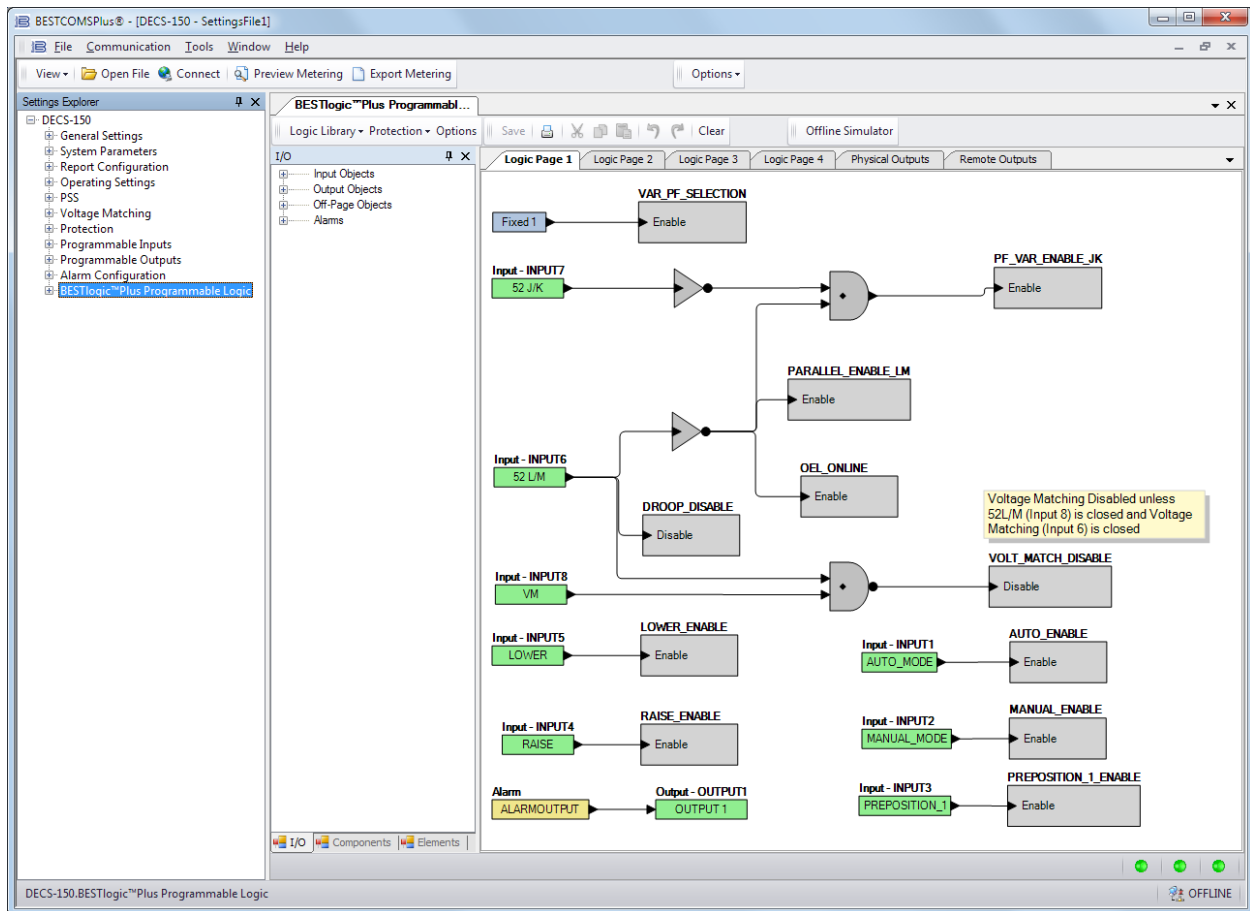 BESTCOMSPlus® - [DECS-150 - SettingsFile1]
File Communication Tools Window Help
View Open File Connect Preview Metering Export Metering Options
Settings Explorer
DECS-150
General Settings
System Parameters
Report Configuration
Operating Settings
PSS
Voltage Matching
Protection
Programmable Inputs
Programmable Outputs
Alarm Configuration
BESTlogic™Plus Programmable Logic
BESTlogic™Plus Programmabl...
Logic Library Protection Options Save Clear Offline Simulator
I/O
Input Objects
Output Objects
Off-Page Objects
Alarms
I/O Components Elements
Logic Page 1 Logic Page 2 Logic Page 3 Logic Page 4 Physical Outputs Remote Outputs
VAR_PF_SELECTION
Fixed 1 Enable
Input - INPUT7
52 J/K
PF_VAR_ENABLE_JK
Enable
PARALLEL_ENABLE_LM
Enable
Input - INPUT6
52 L/M
OEL_ONLINE
Enable
DROOP_DISABLE
Disable
Voltage Matching Disabled unless
52L/M (Input 8) is closed and Voltage
Matching (Input 6) is closed
VOLT_MATCH_DISABLE
Disable
Input - INPUT8
VM
Input - INPUT5
LOWER
LOWER_ENABLE
Enable
Input - INPUT1
AUTO_MODE
AUTO_ENABLE
Enable
Input - INPUT4
RAISE
RAISE_ENABLE
Enable
Input - INPUT2
MANUAL_MODE
MANUAL_ENABLE
Enable
Alarm
ALARMOUTPUT
Output - OUTPUT1
OUTPUT 1
Input - INPUT3
PREPOSITION_1
PREPOSITION_1_ENABLE
Enable
DECS-150.BESTlogic™Plus Programmable Logic
OFFLINE